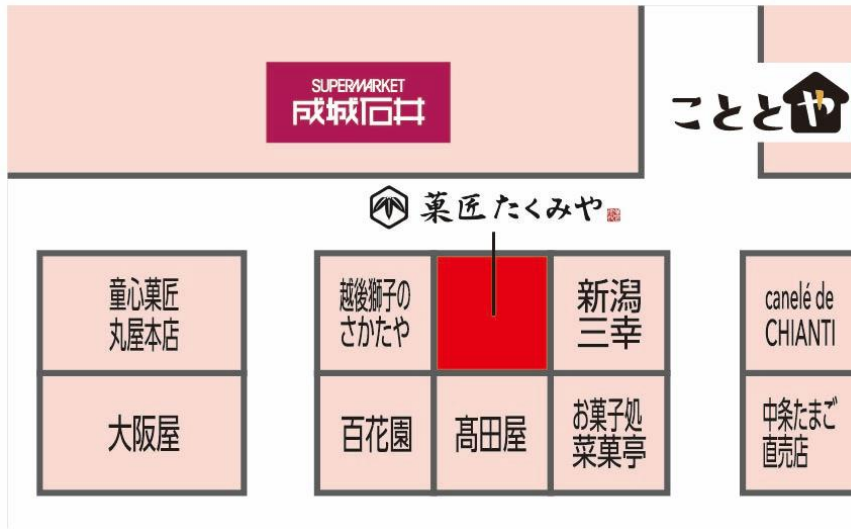 SUPERMARKET
成城石井
こととや
菓匠たくみや
童心菓匠
丸屋本店
越後獅子の
さかたや
新潟
三幸
canelé de
CHIANTI
大阪屋
百花園
髙田屋
お菓子処
菜菓亭
中条たまご
直売店